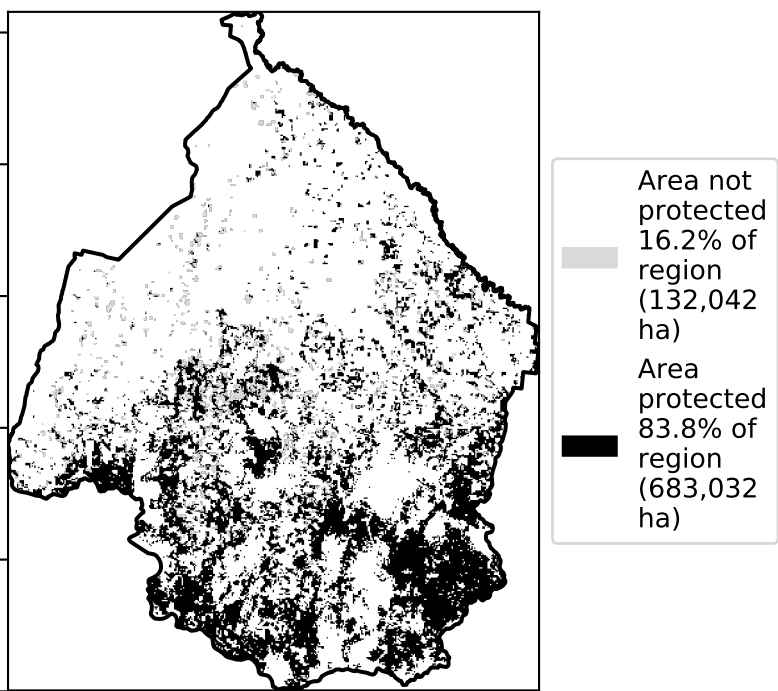 Area not
protected
16.2% of
region
(132,042
ha)
Area
protected
83.8% of
region
(683,032
ha)